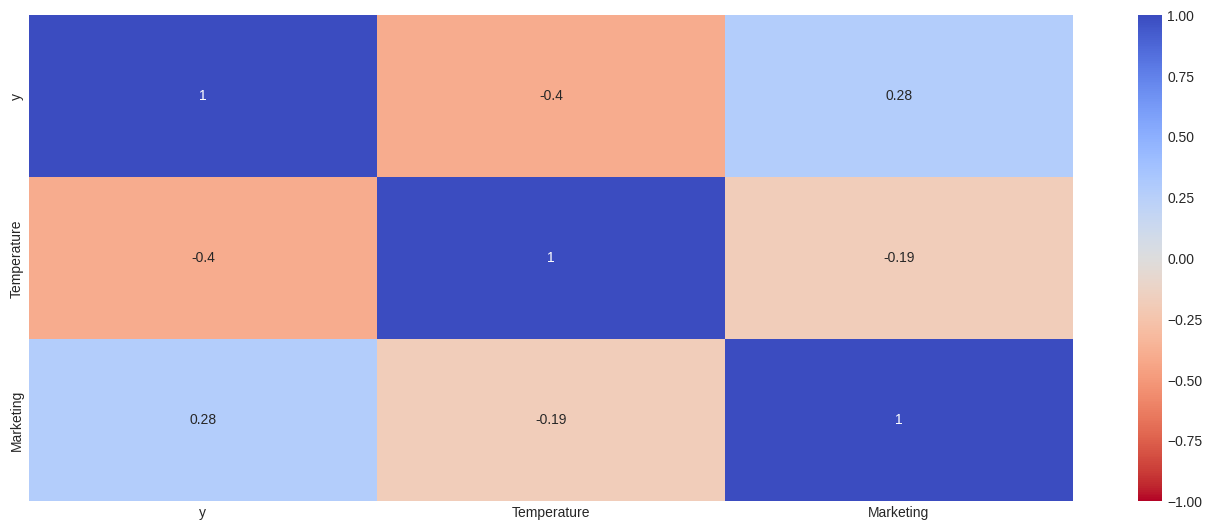 y 1 -0.4 0.28
Temperature -0.4 1 -0.19
Marketing 0.28 -0.19 1
y Temperature Marketing
1.00
0.75
0.50
0.25
0.00
−0.25
−0.50
−0.75
−1.00